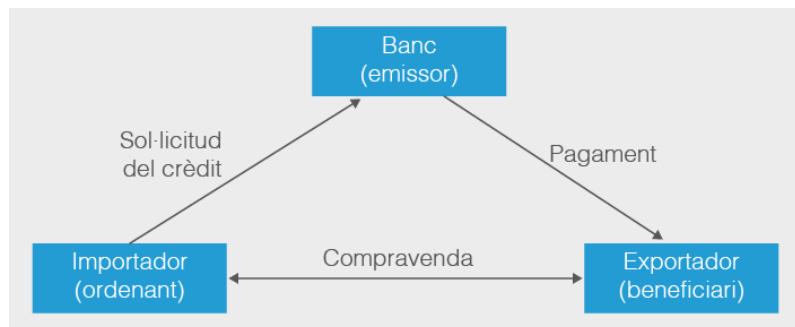 Banc
(emissor)
Sol·licitud
del crèdit
Pagament
Importador
(ordenant)
Compravenda
Exportador
(beneficiari)